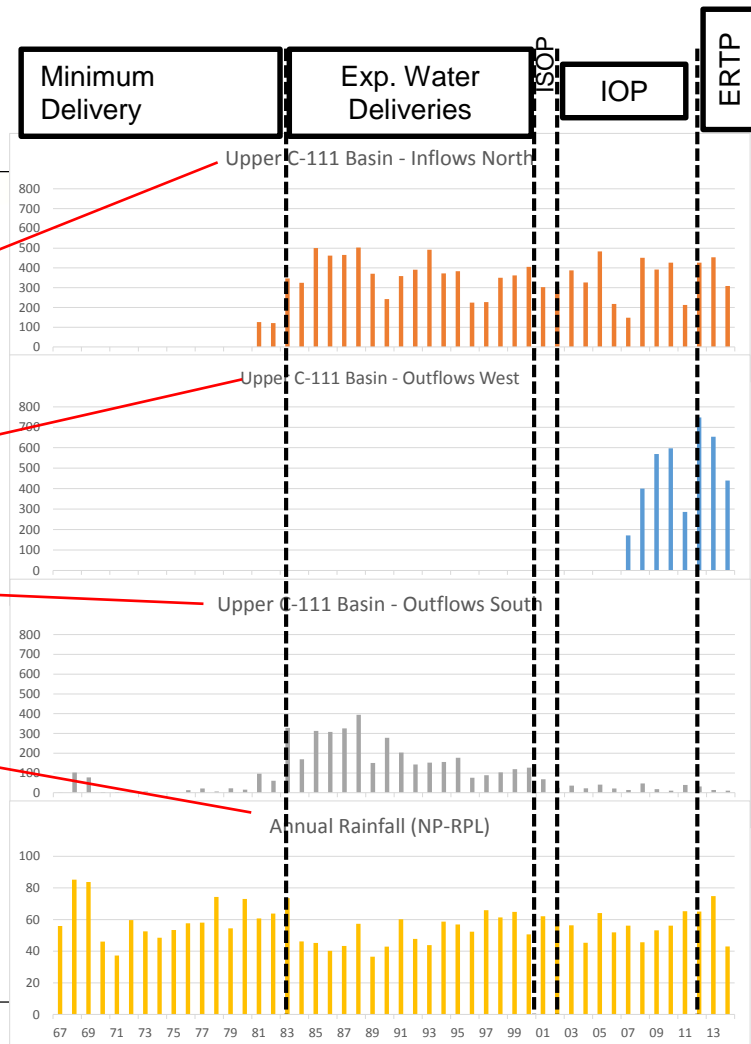 Minimum
Delivery
Exp. Water
Deliveries
ISOP
IOP
ERTP
Upper C-111 Basin - Inflows North
800
700
600
500
400
300
200
100
0
Upper C-111 Basin - Outflows West
800
700
600
500
400
300
200
100
0
Upper C-111 Basin - Outflows South
800
700
600
500
400
300
200
100
0
Annual Rainfall (NP-RPL)
100
80
60
40
20
0
67 69 71 73 75 77 79 81 83 85 87 89 91 93 95 97 99 01 03 05 07 09 11 13